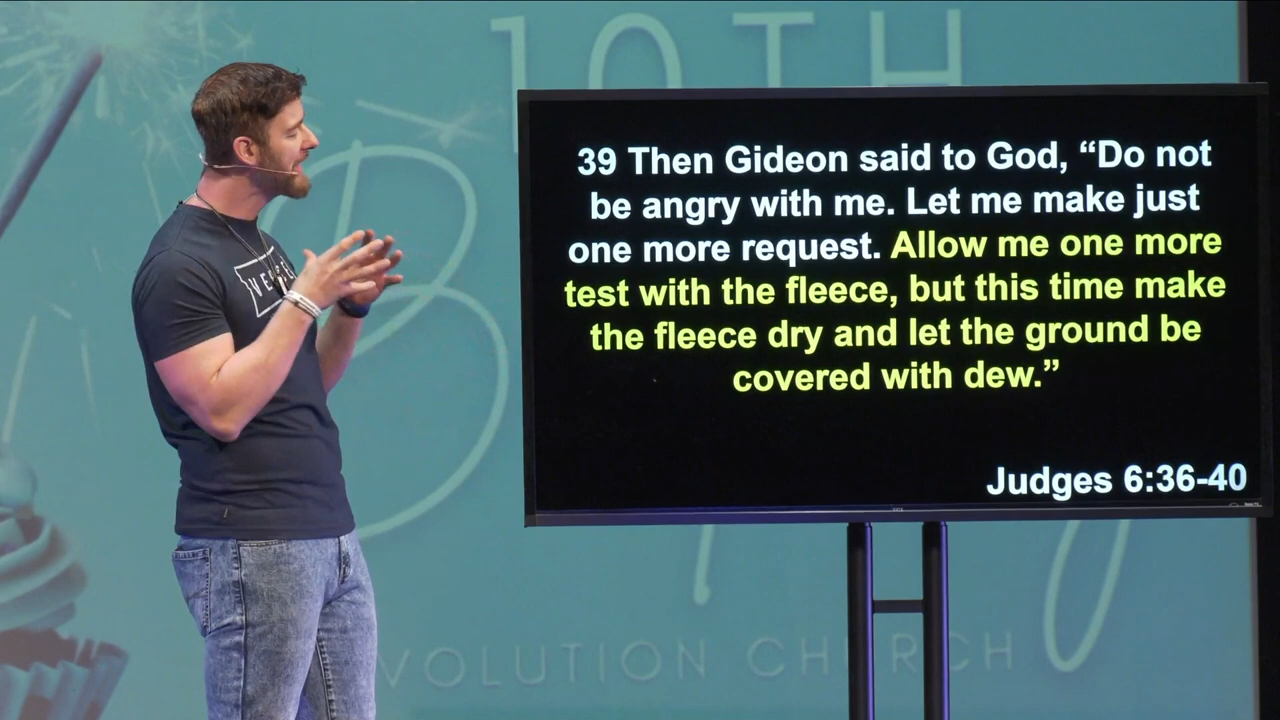 10TH
39 Then Gideon said to God, “Do not
be angry with me. Let me make just
one more request. Allow me one more
test with the fleece, but this time make
the fleece dry and let the ground be
covered with dew.”
Judges 6:36-40
VOLUTION CHURCH